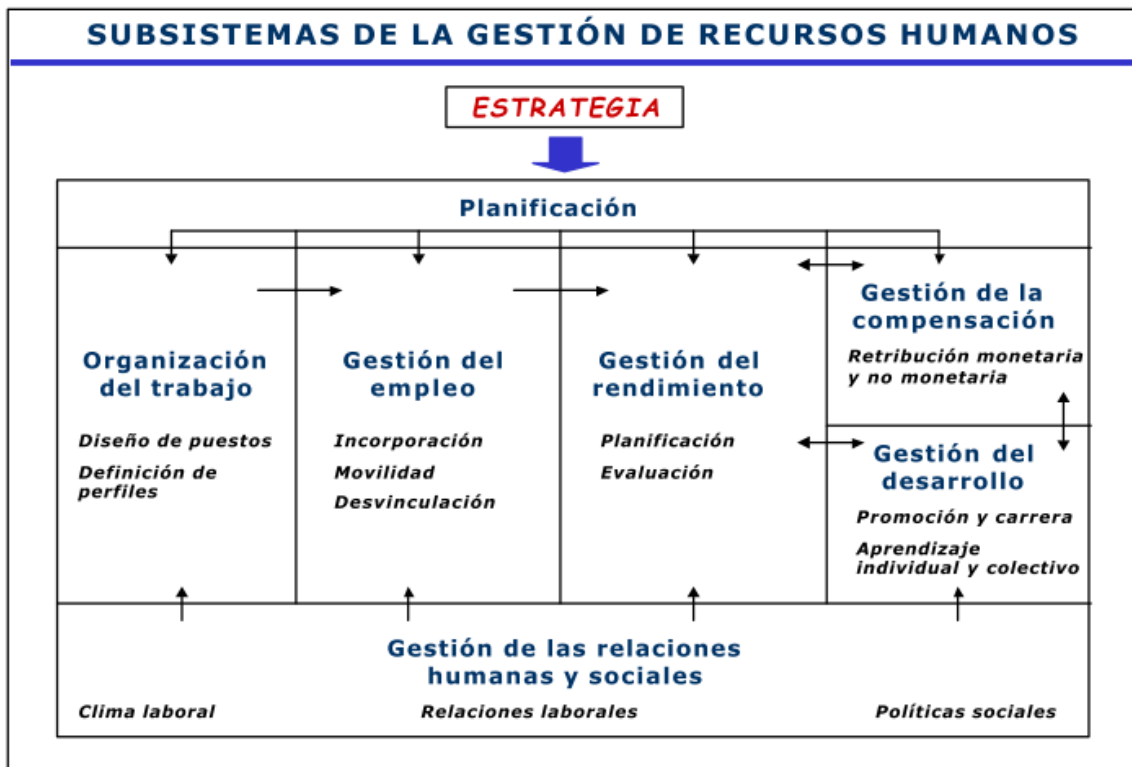 SUBSISTEMAS DE LA GESTIÓN DE RECURSOS HUMANOS
ESTRATEGIA
Planificación
Organización
del trabajo
Diseño de puestos
Definición de
perfiles
Gestión del
empleo
Incorporación
Movilidad
Desvinculación
Gestión del
rendimiento
Planificación
Evaluación
Gestión de la
compensación
Retribución monetaria
y no monetaria
Gestión del
desarrollo
Promoción y carrera
Aprendizaje
individual y colectivo
Gestión de las relaciones
humanas y sociales
Clima laboral
Relaciones laborales
Políticas sociales